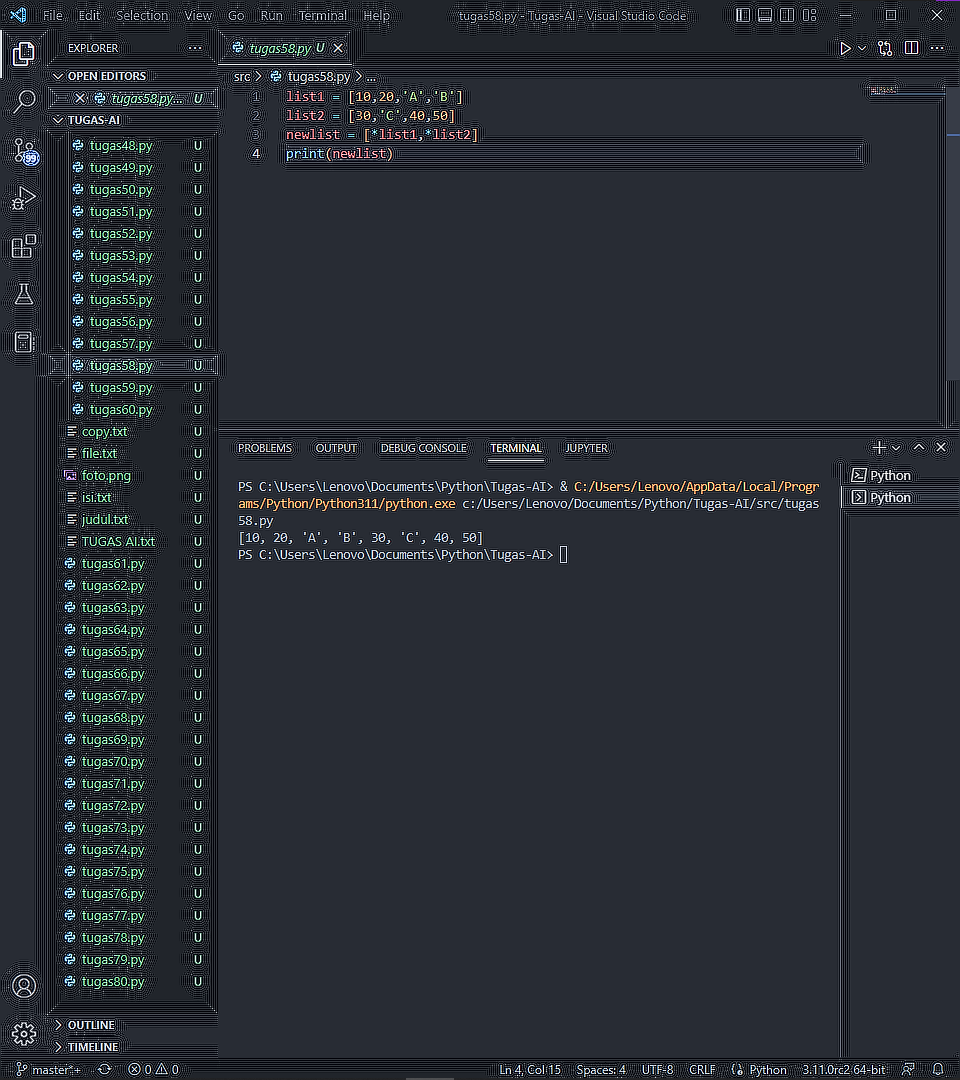 File Edit Selection View Go Run Terminal Help tugas58.py - Tugas-AI - Visual Studio Code
EXPLORER ...
OPEN EDITORS
tugas58.py... U
TUGAS-AI
tugas48.py U
tugas49.py U
tugas50.py U
tugas51.py U
tugas52.py U
tugas53.py U
tugas54.py U
tugas55.py U
tugas56.py U
tugas57.py U
tugas58.py U
tugas59.py U
tugas60.py U
copy.txt U
file.txt U
foto.png U
isi.txt U
judul.txt U
TUGAS AI.txt U
tugas61.py U
tugas62.py U
tugas63.py U
tugas64.py U
tugas65.py U
tugas66.py U
tugas67.py U
tugas68.py U
tugas69.py U
tugas70.py U
tugas71.py U
tugas72.py U
tugas73.py U
tugas74.py U
tugas75.py U
tugas76.py U
tugas77.py U
tugas78.py U
tugas79.py U
tugas80.py U
OUTLINE
TIMELINE
99
tugas58.py U
src > tugas58.py > ...
1 list1 = [10,20,'A','B']
2 list2 = [30,'C',40,50]
3 newlist = [*list1,*list2]
4 print(newlist)
PROBLEMS OUTPUT DEBUG CONSOLE TERMINAL JUPYTER
PS C:\Users\Lenovo\Documents\Python\Tugas-AI> & C:/Users/Lenovo/AppData/Local/Progr
ams/Python/Python311/python.exe c:/Users/Lenovo/Documents/Python/Tugas-AI/src/tugas
58.py
[10, 20, 'A', 'B', 30, 'C', 40, 50]
PS C:\Users\Lenovo\Documents\Python\Tugas-AI>
Python
Python
master*+ 0 0 Ln 4, Col 15 Spaces: 4 UTF-8 CRLF Python 3.11.0rc2 64-bit